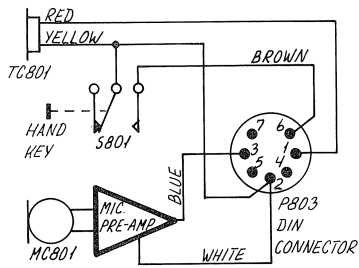 RED
YELLOW
TC801
BROWN
HAND
KEY
S801
7
6
3
1
5
4
2
BLUE
P803
DIN
CONNECTOR
MIC.
PRE-AMP
MC801
WHITE